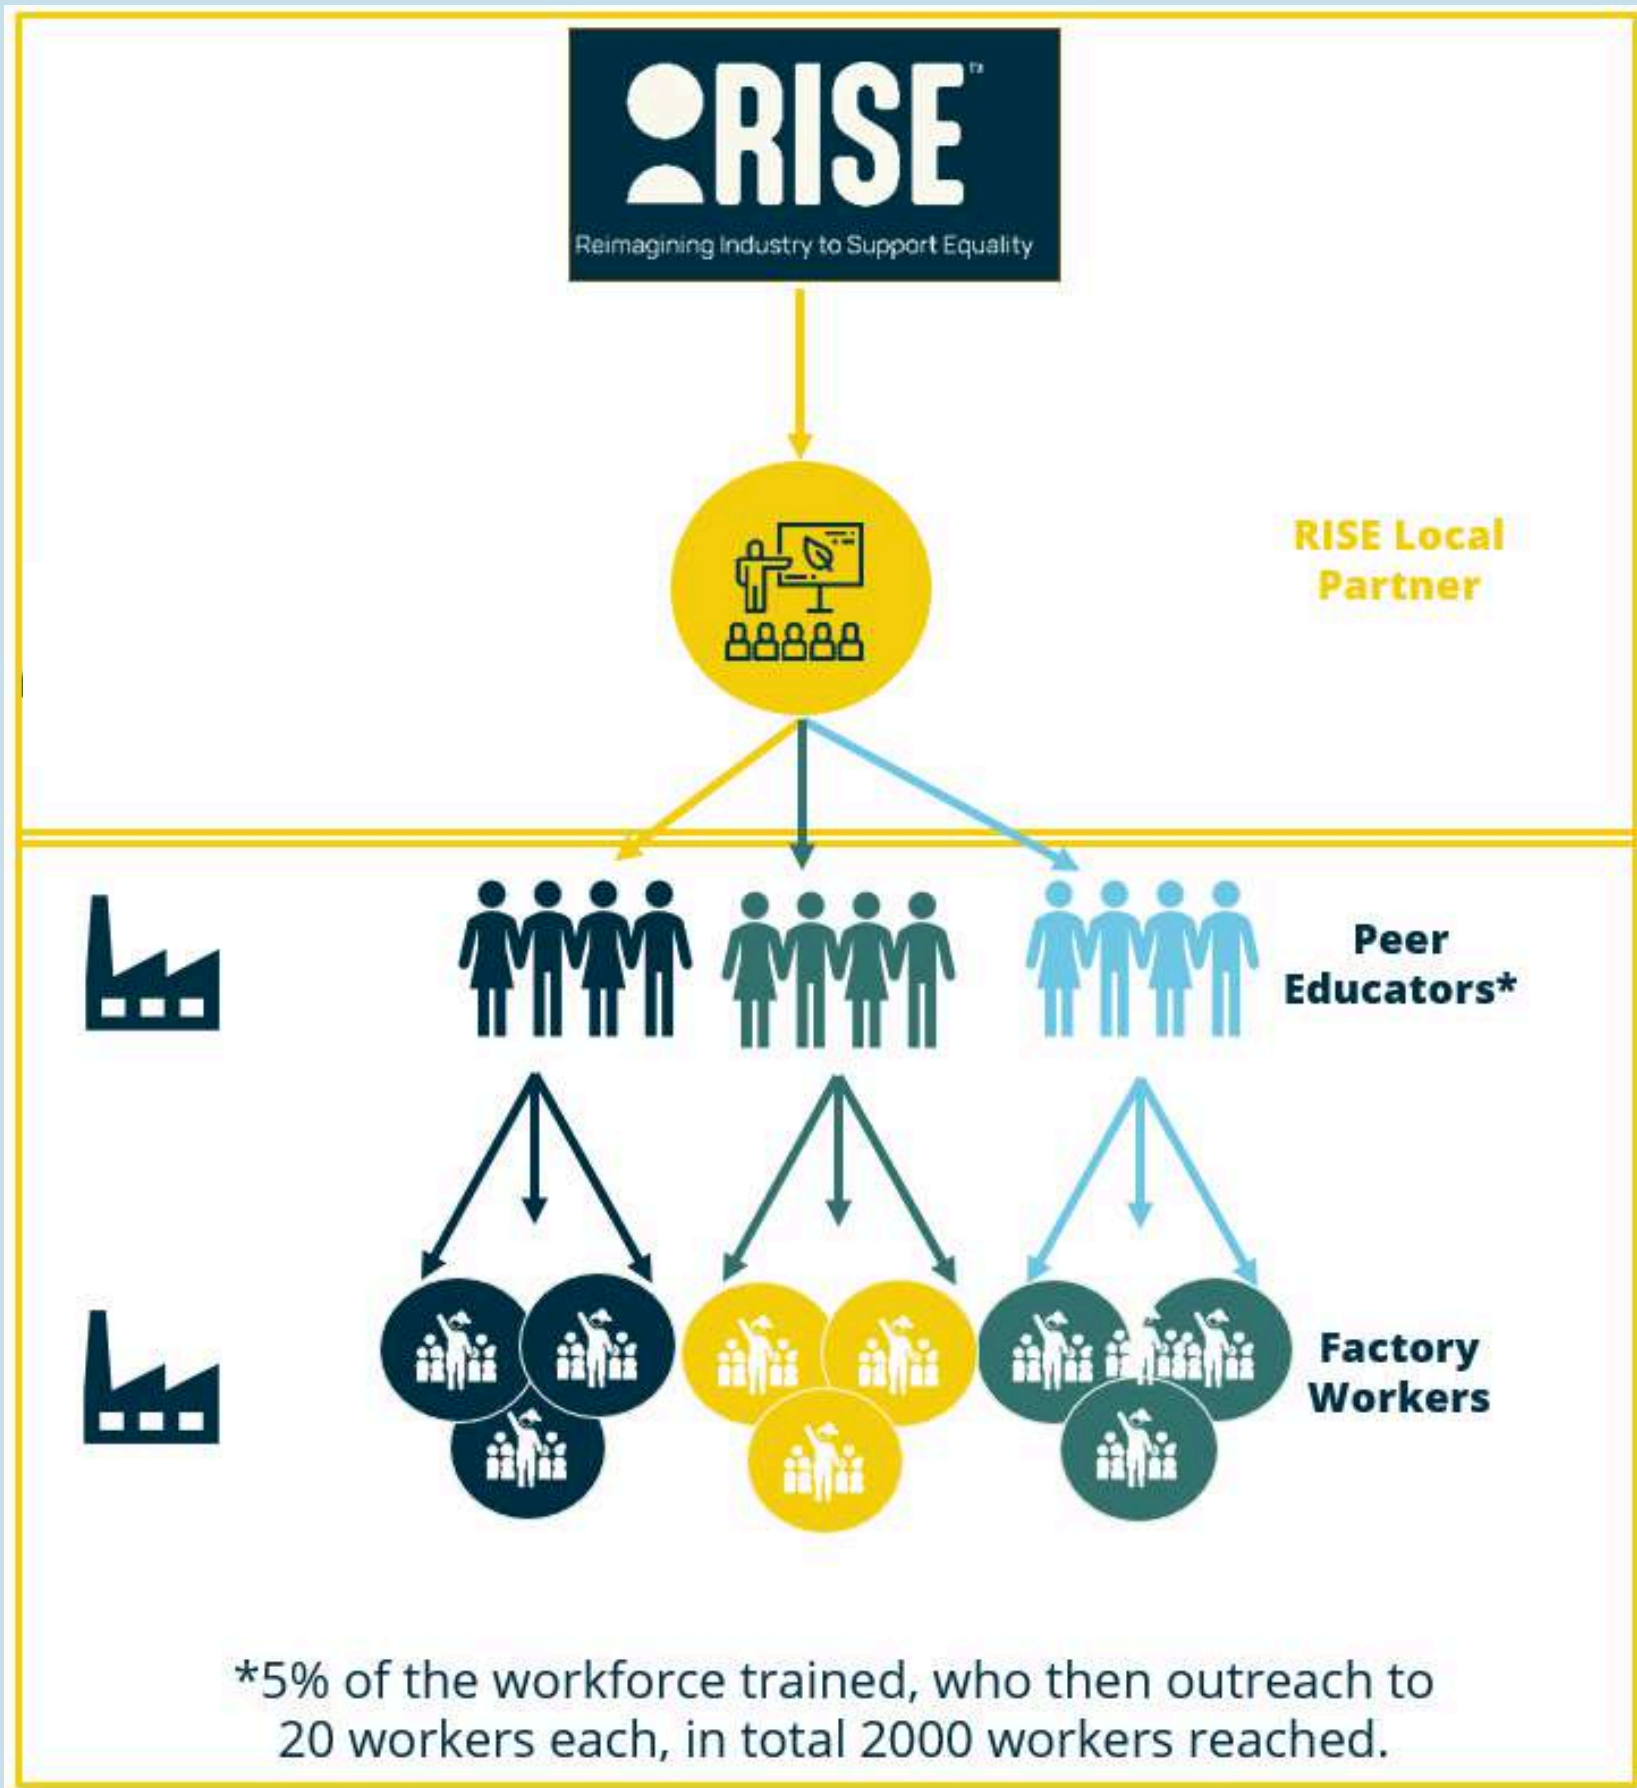 RISE™
Reimagining Industry to Support Equality
RISE Local
Partner
Peer
Educators*
Factory
Workers
*5% of the workforce trained, who then outreach to
20 workers each, in total 2000 workers reached.